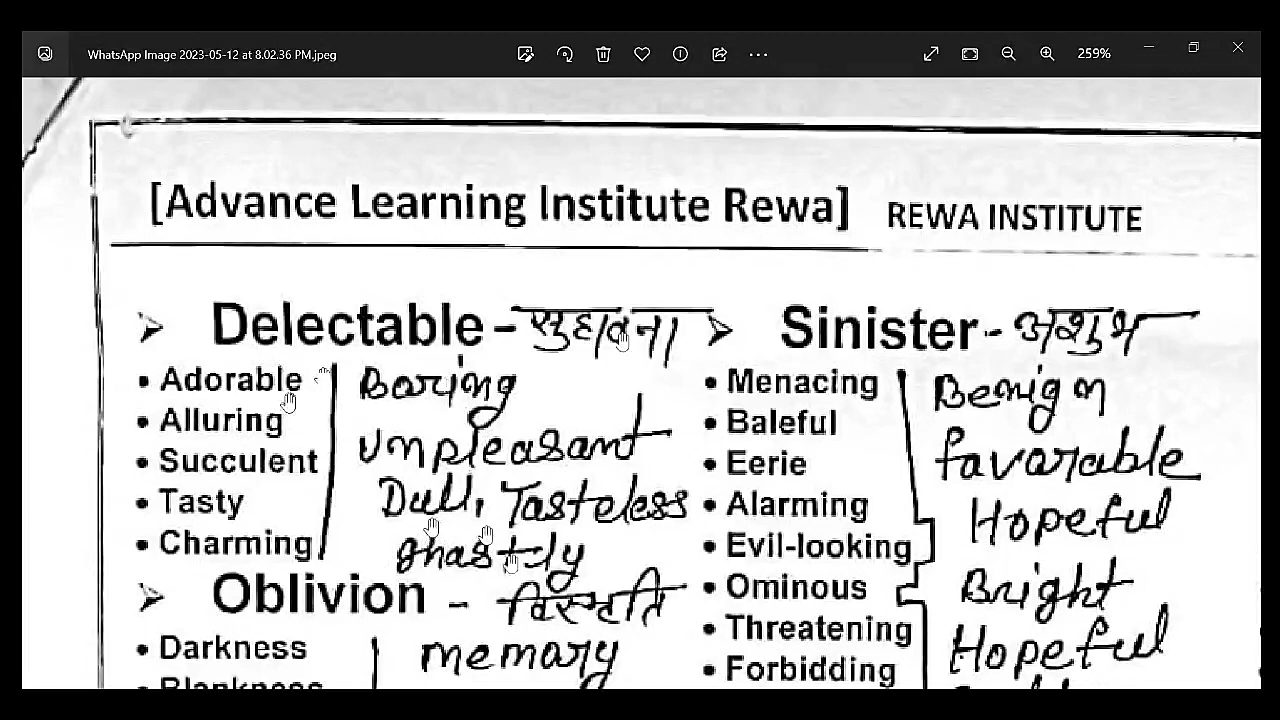 WhatsApp Image 2023-05-12 at 8.02.36 PM.jpeg
259%
[Advance Learning Institute Rewa] REWA INSTITUTE
➢ Delectable - सुहावना
• Adorable Boring
• Alluring Unpleasant
• Succulent Dull, Tasteless
• Tasty ghastly
• Charming
➢ Oblivion - विस्मृति
• Darkness memory
• Blankness
➢ Sinister - अशुभ
• Menacing Benign
• Baleful favorable
• Eerie Hopeful
• Alarming Bright
• Evil-looking Hopeful
• Ominous
• Threatening
• Forbidding